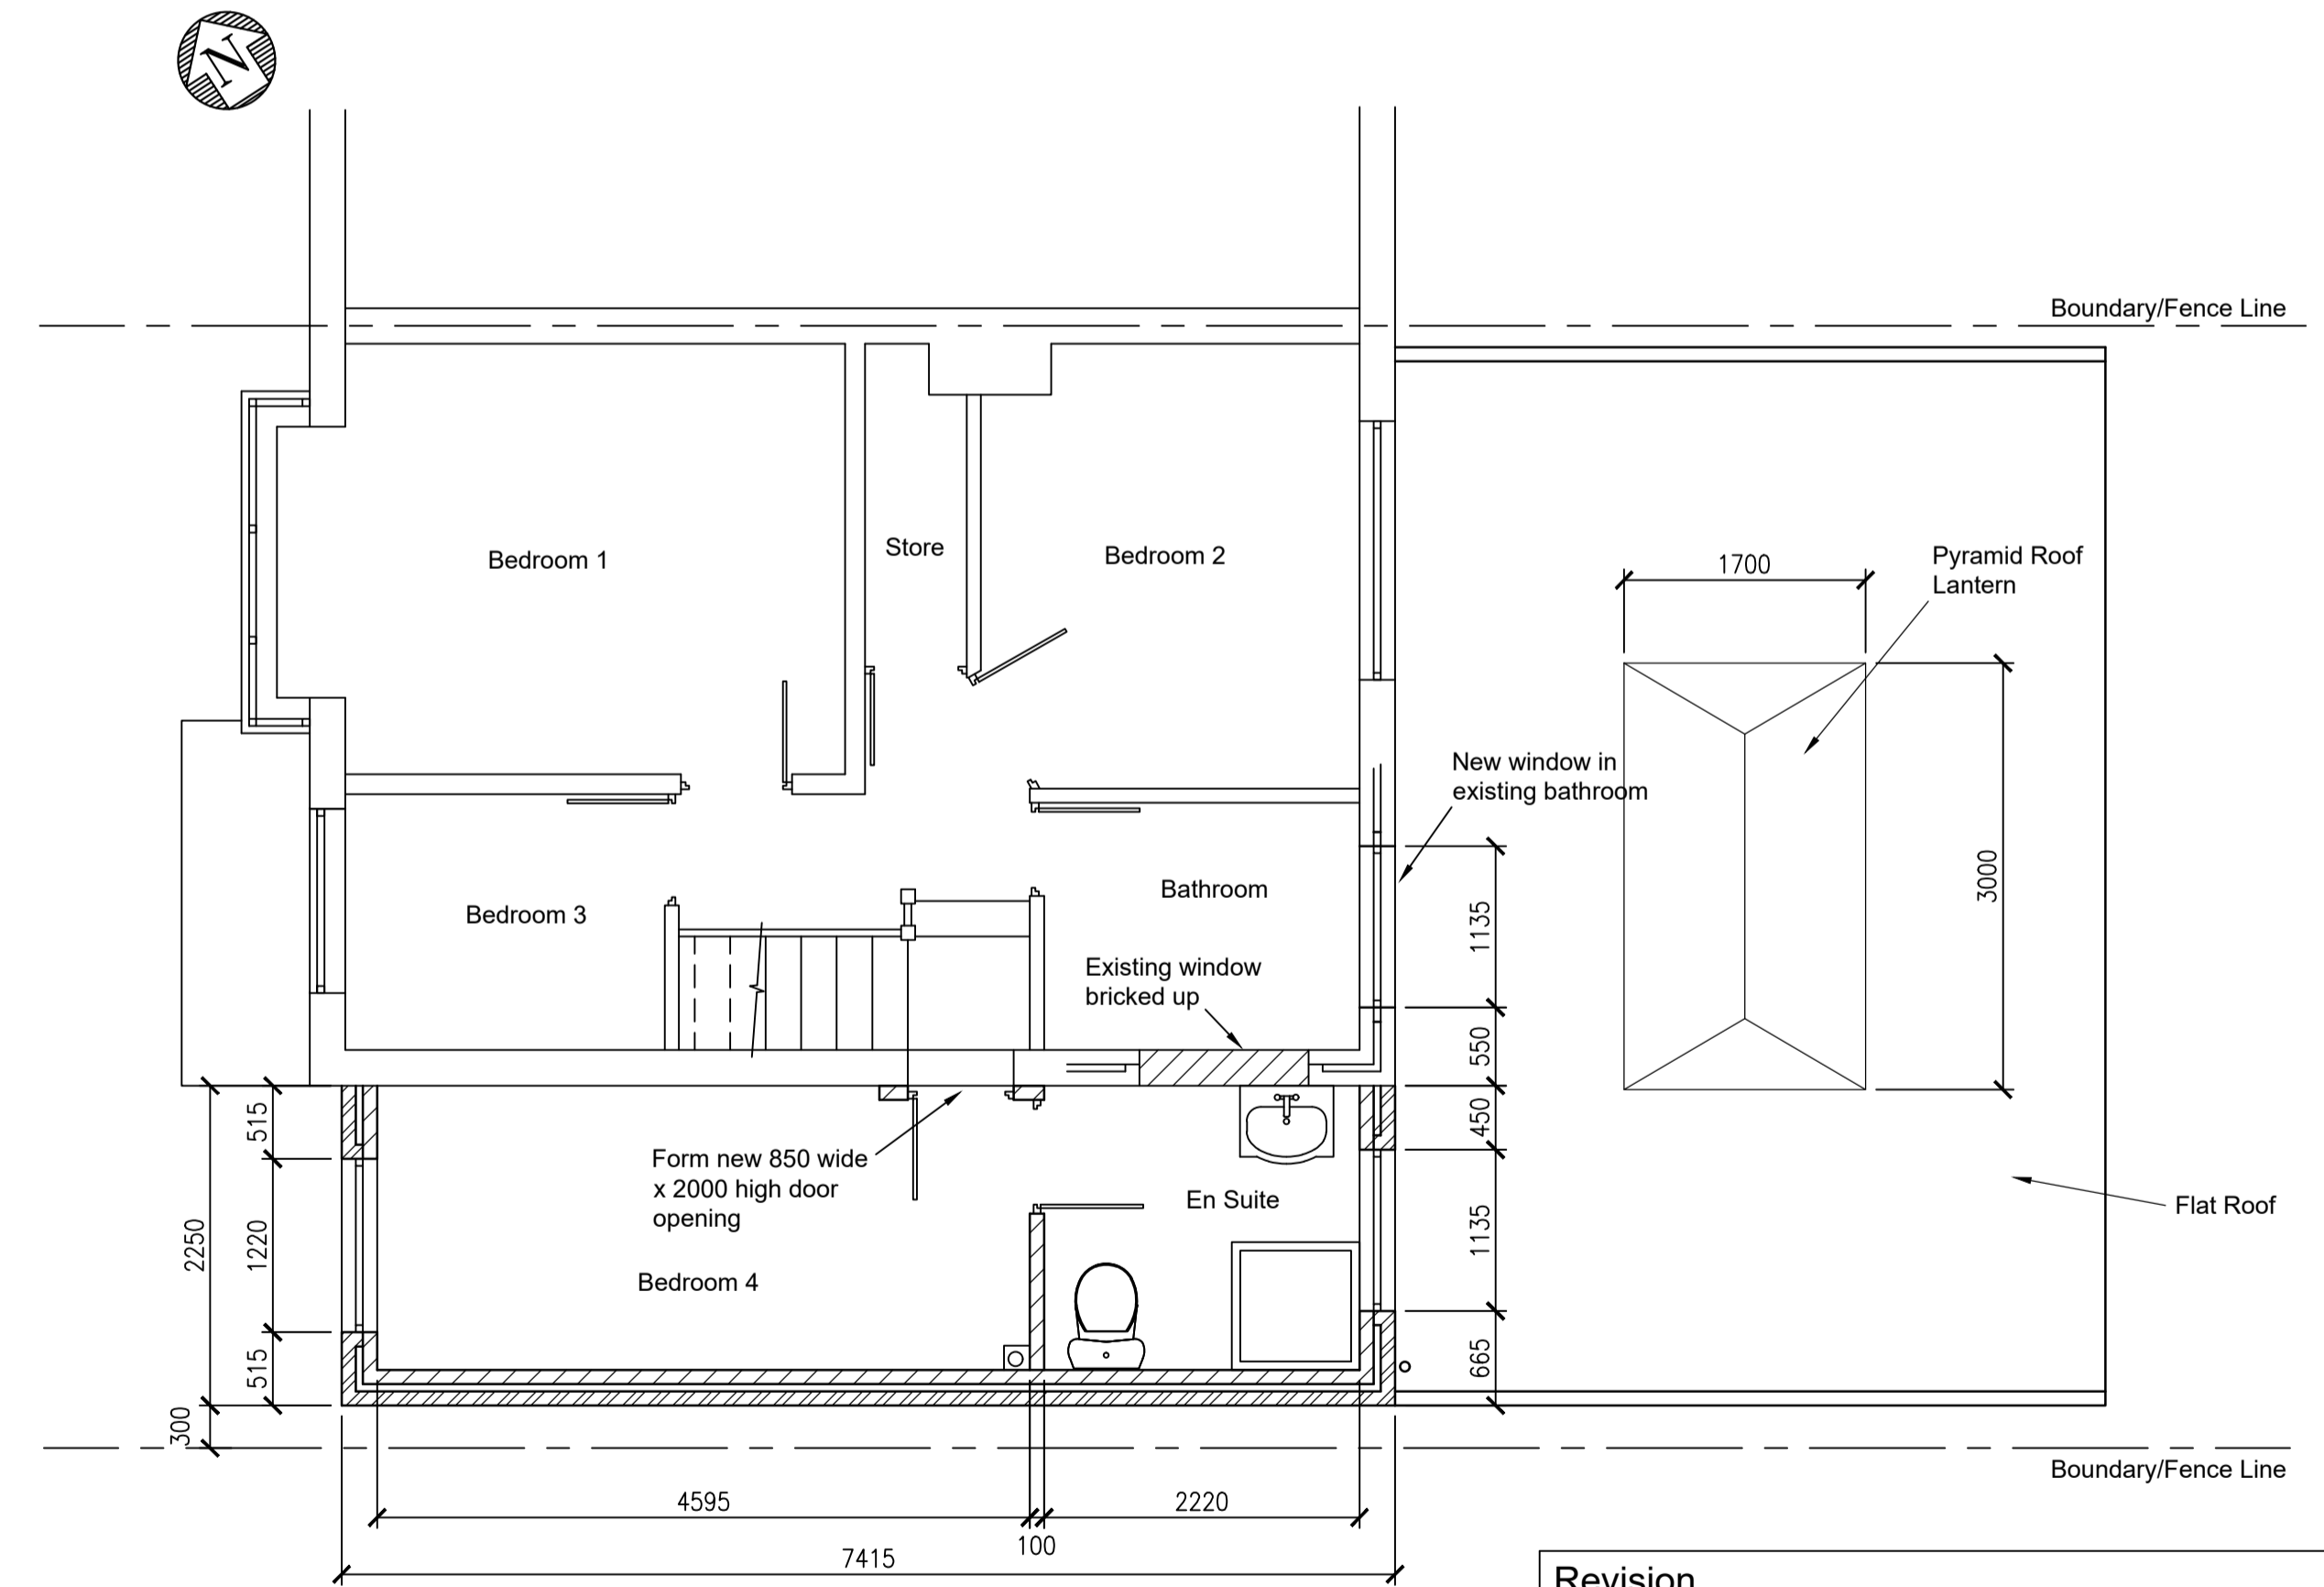 N
Boundary/Fence Line
Bedroom 1
Store
Bedroom 2
1700
Pyramid Roof
Lantern
New window in
existing bathroom
3000
Bedroom 3
Bathroom
1135
Existing window
bricked up
550
515
450
Form new 850 wide
x 2000 high door
opening
En Suite
Flat Roof
2250
1220
1135
Bedroom 4
515
665
300
Boundary/Fence Line
4595
2220
100
7415
Revision